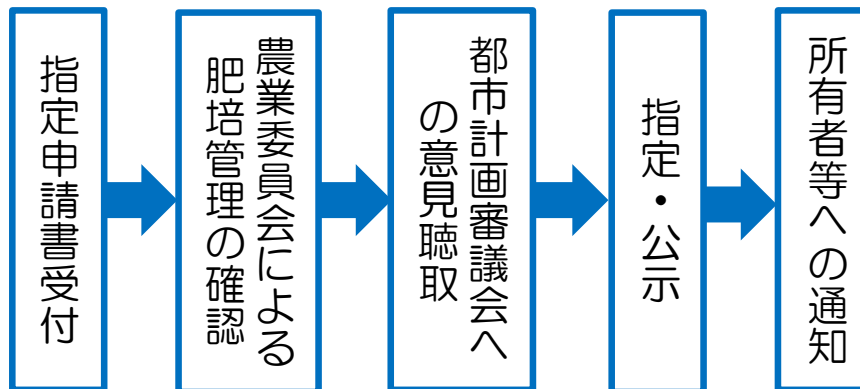 指定申請書受付
農業委員会による
肥培管理の確認
都市計画審議会へ
の意見聴取
指定・公示
所有者等への通知